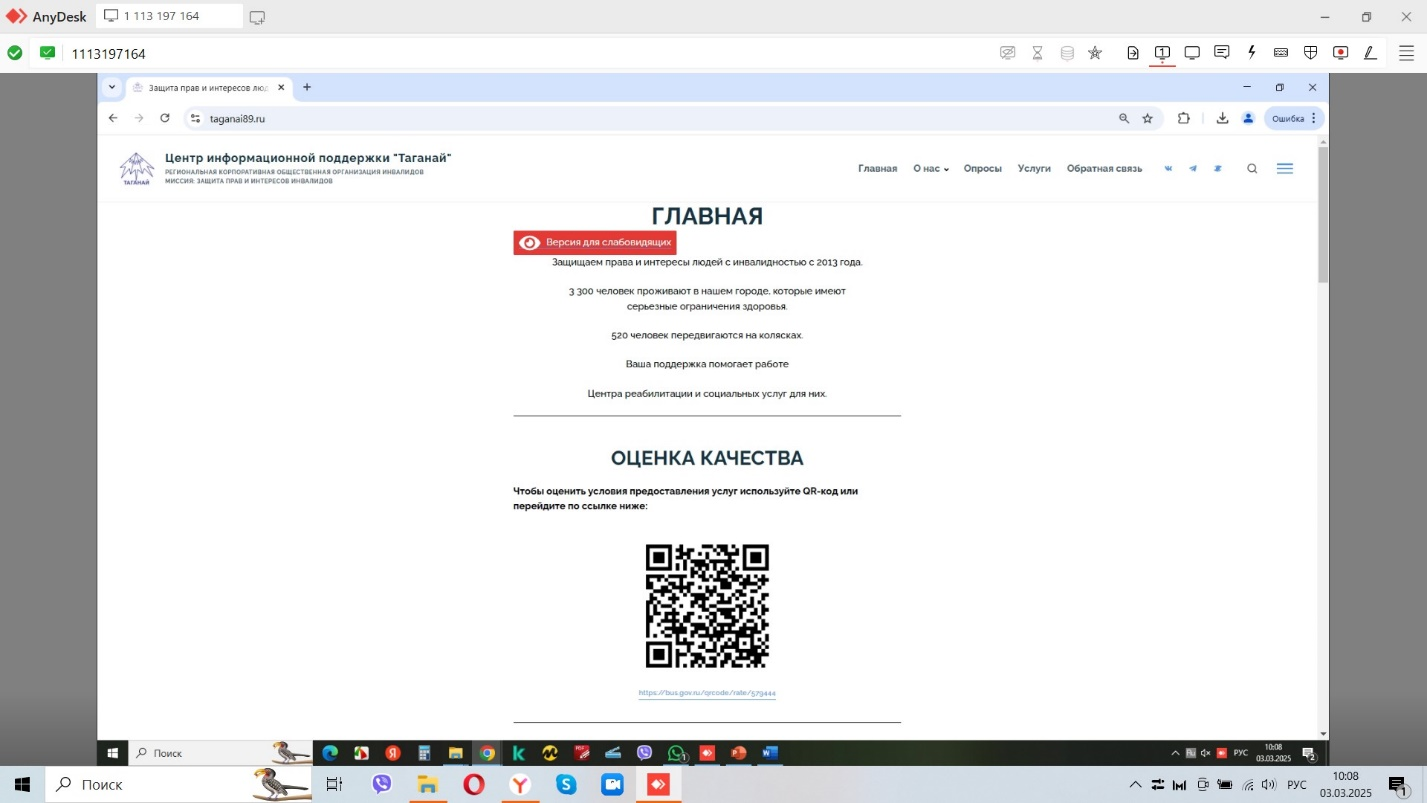 AnyDesk
1 113 197 164
1113197164
Защита прав и интересов люд
taganai89.ru
Ошибка
Центр информационной поддержки "Таганай"
РЕГИОНАЛЬНАЯ КОРПОРАТИВНАЯ ОБЩЕСТВЕННАЯ ОРГАНИЗАЦИЯ ИНВАЛИДОВ
МИССИЯ: ЗАЩИТА ПРАВ И ИНТЕРЕСОВ ИНВАЛИДОВ
ТАГАНАЙ
Главная О нас Опросы Услуги Обратная связь
ГЛАВНАЯ
Версия для слабовидящих
Защищаем права и интересы людей с инвалидностью с 2013 года.
3 300 человек проживают в нашем городе, которые имеют
серьезные ограничения здоровья.
520 человек передвигаются на колясках.
Ваша поддержка помогает работе
Центра реабилитации и социальных услуг для них.
ОЦЕНКА КАЧЕСТВА
Чтобы оценить условия предоставления услуг используйте QR-код или
перейдите по ссылке ниже:
https://bus.gov.ru/qrcode/rate/579444
Поиск
РУС
10:08
03.03.2025
2
Поиск
РУС
10:08
03.03.2025
1